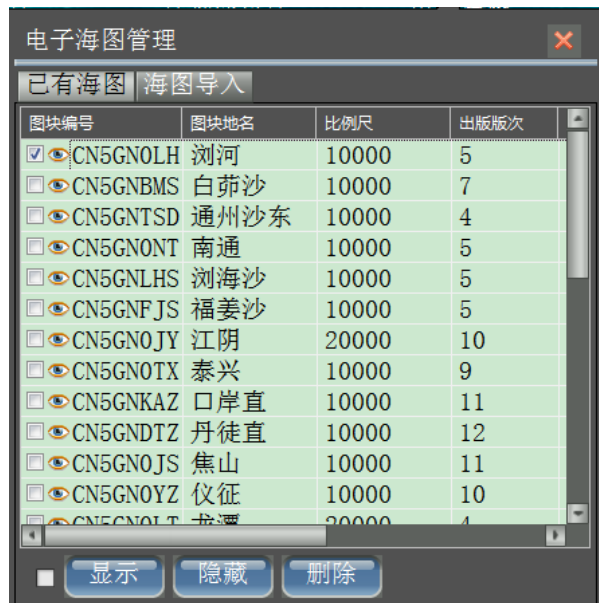 电子海图管理
已有海图 海图导入
图块编号 图块地名 比例尺 出版版次
CN5GN0LH 浏河 10000 5
CN5GNBMS 白茆沙 10000 7
CN5GNTSD 通州沙东 10000 4
CN5GN0NT 南通 10000 5
CN5GNLHS 浏海沙 10000 5
CN5GNFJS 福姜沙 10000 5
CN5GN0JY 江阴 20000 10
CN5GN0TX 泰兴 10000 9
CN5GNKAZ 口岸直 10000 11
CN5GNDTZ 丹徒直 10000 12
CN5GN0JS 焦山 10000 11
CN5GN0YZ 仪征 10000 10
CN5GN0LT 龙潭 20000 4
显示 隐藏 删除